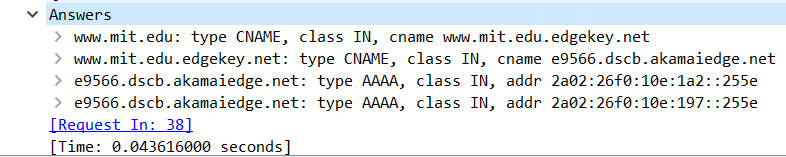 Answers
www.mit.edu: type CNAME, class IN, cname www.mit.edu.edgekey.net
www.mit.edu.edgekey.net: type CNAME, class IN, cname e9566.dscb.akamaiedge.net
e9566.dscb.akamaiedge.net: type AAAA, class IN, addr 2a02:26f0:10e:1a2::255e
e9566.dscb.akamaiedge.net: type AAAA, class IN, addr 2a02:26f0:10e:197::255e
[Request In: 38]
[Time: 0.043616000 seconds]